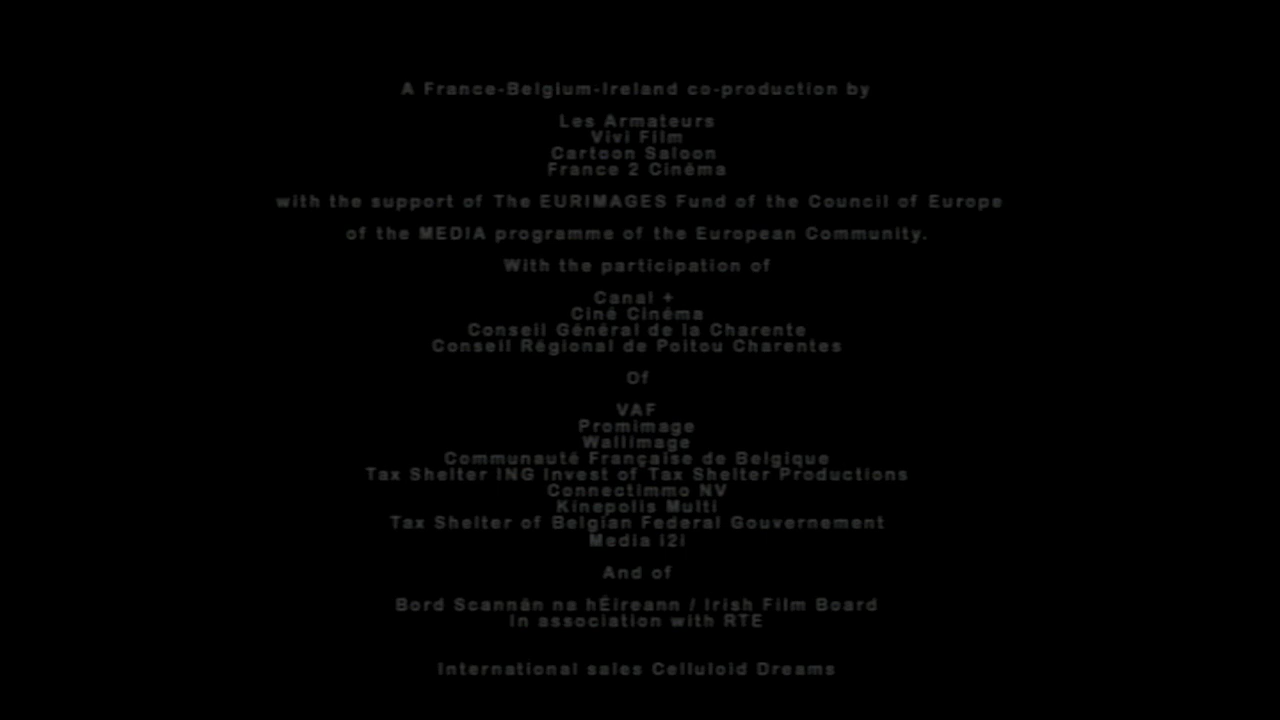 A France-Belgium-Ireland co-production by
Les Armateurs
Vivi Film
Cartoon Saloon
France 2 Cinéma
with the support of The EURIMAGES Fund of the Council of Europe
of the MEDIA programme of the European Community.
With the participation of
Canal +
Ciné Cinéma
Conseil Général de la Charente
Conseil Régional de Poitou Charentes
Of
VAF
Promimage
Wallimage
Communauté Française de Belgique
Tax Shelter ING Invest of Tax Shelter Productions
Connectimmo NV
Kinepolis Multi
Tax Shelter of Belgian Federal Gouvernement
Media i2i
And of
Bord Scannán na hÉireann / Irish Film Board
In association with RTE
International sales Celluloid Dreams